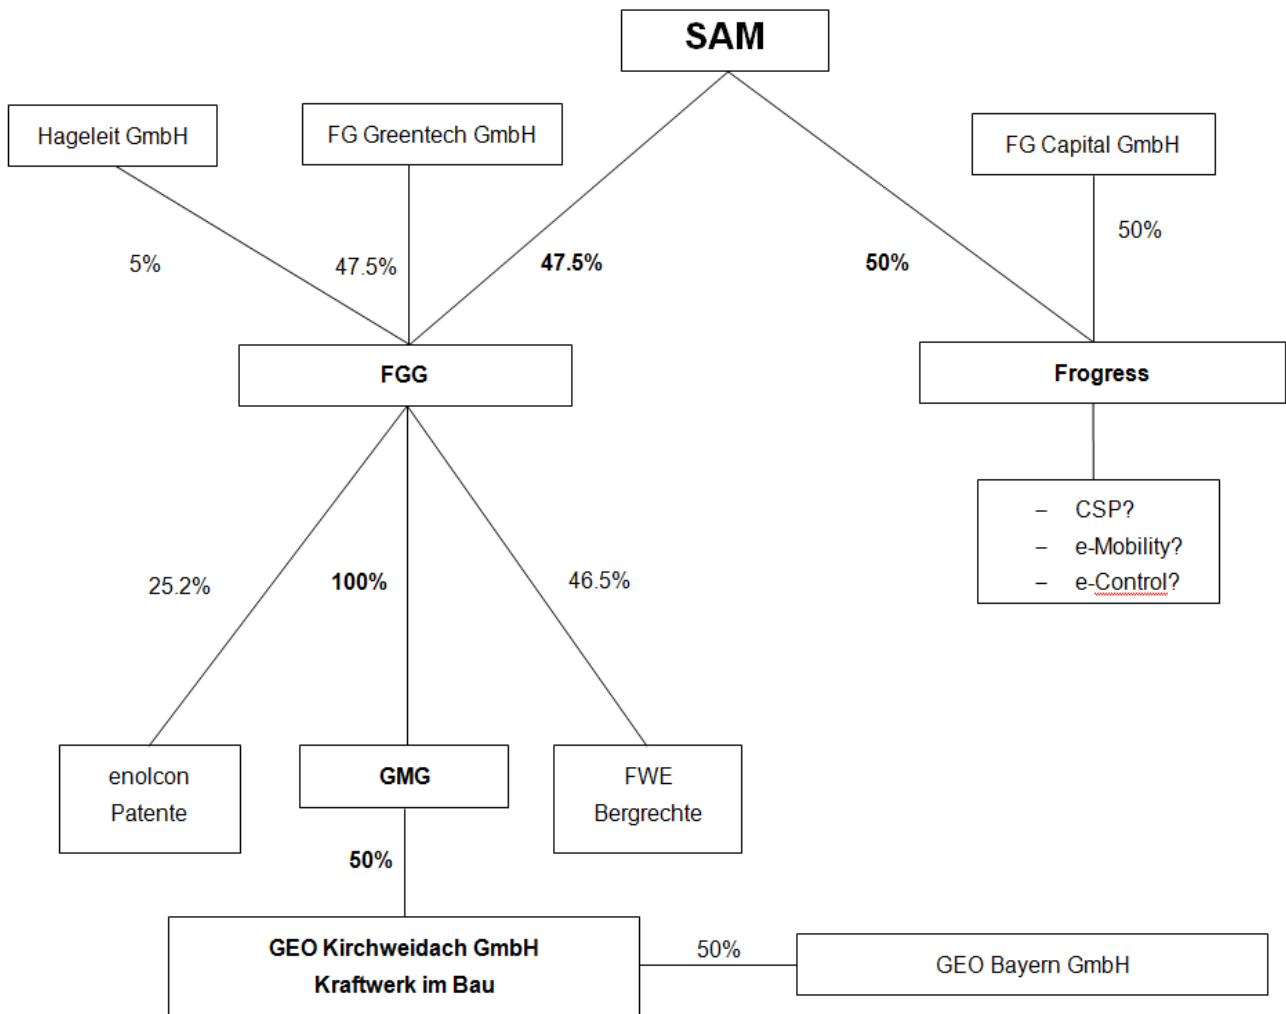 SAM
Hageleit GmbH
FG Greentech GmbH
FG Capital GmbH
5%
47.5%
47.5%
50%
50%
FGG
Frogress
– CSP?
– e-Mobility?
– e-Control?
25.2%
100%
46.5%
enolcon
Patente
GMG
FWE
Bergrechte
50%
GEO Kirchweidach GmbH
Kraftwerk im Bau
50%
GEO Bayern GmbH